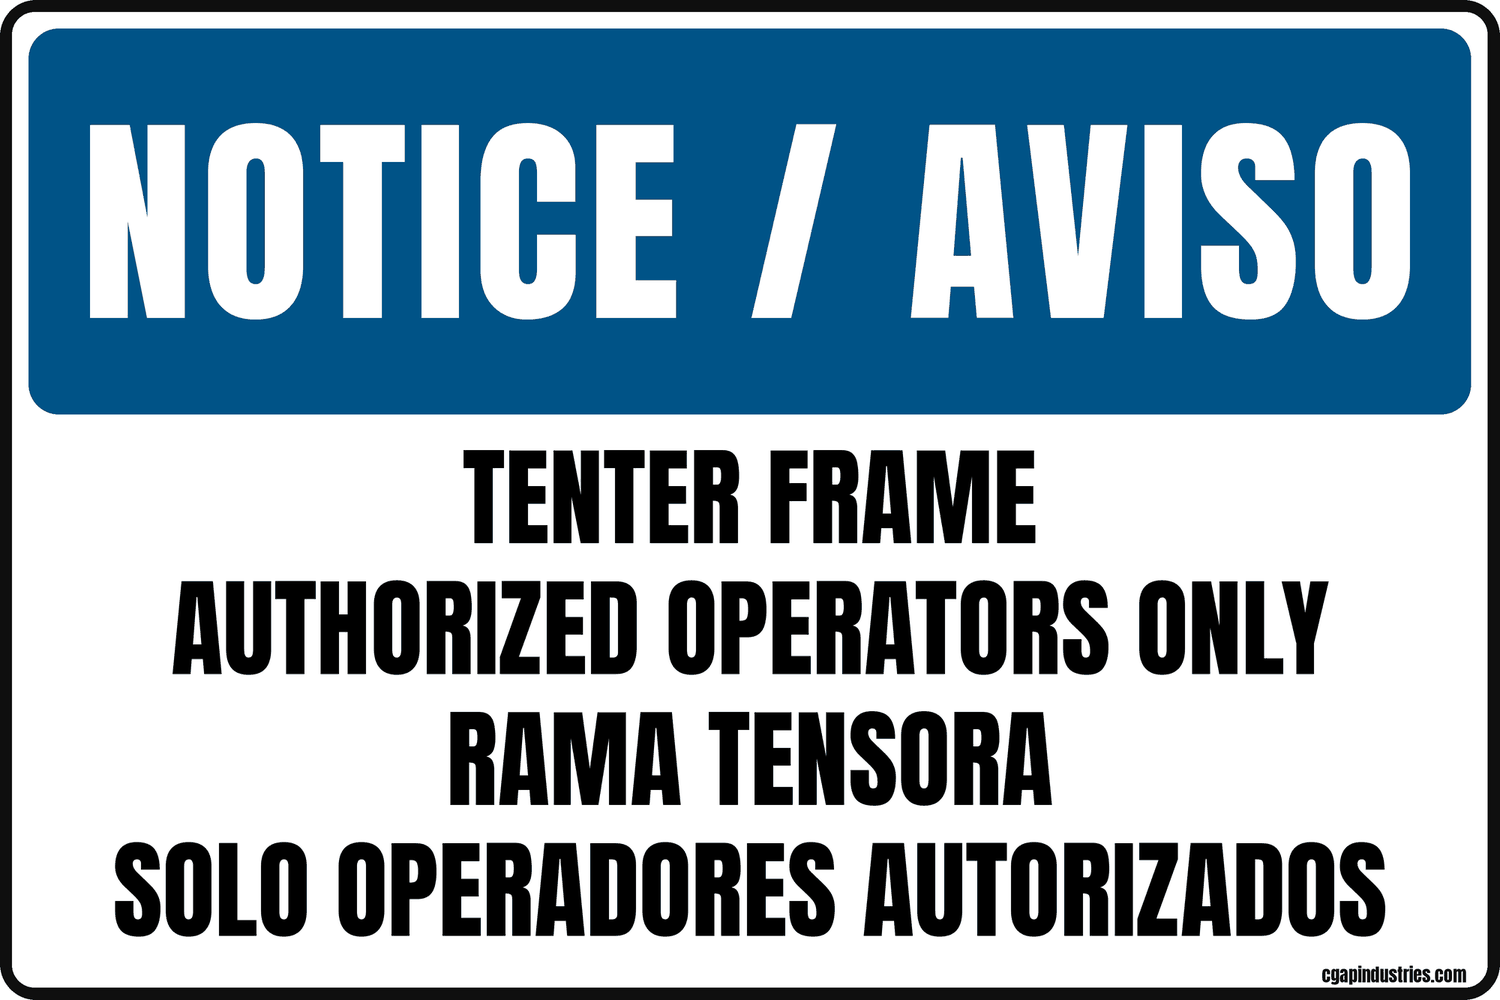 NOTICE / AVISO
TENTER FRAME
AUTHORIZED OPERATORS ONLY
RAMA TENSORA
SOLO OPERADORES AUTORIZADOS
cgapindustries.com